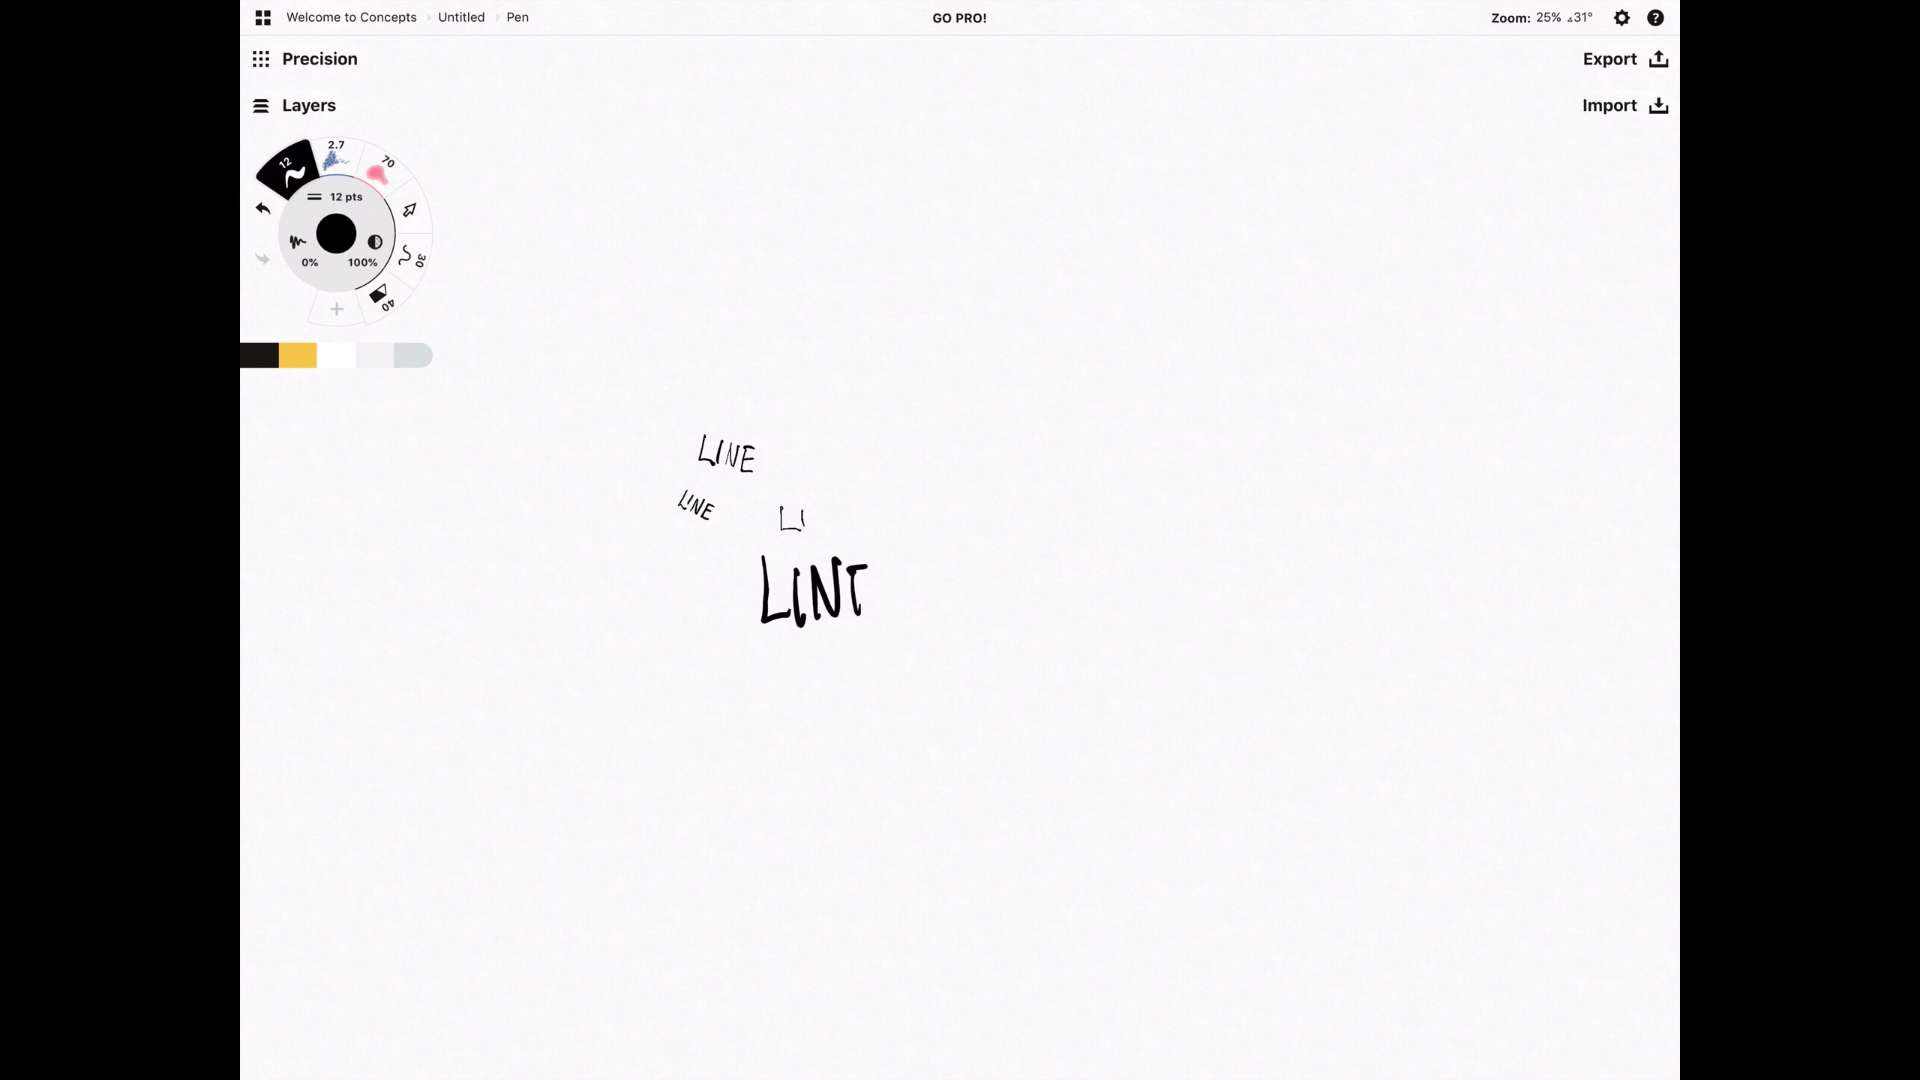 Welcome to Concepts Untitled Pen
GO PRO!
Zoom: 25% 31°
Precision
Export
Layers
Import
12
2.7
70
12 pts
0%
100%
30
40
LINE
LINE
LI
LINT